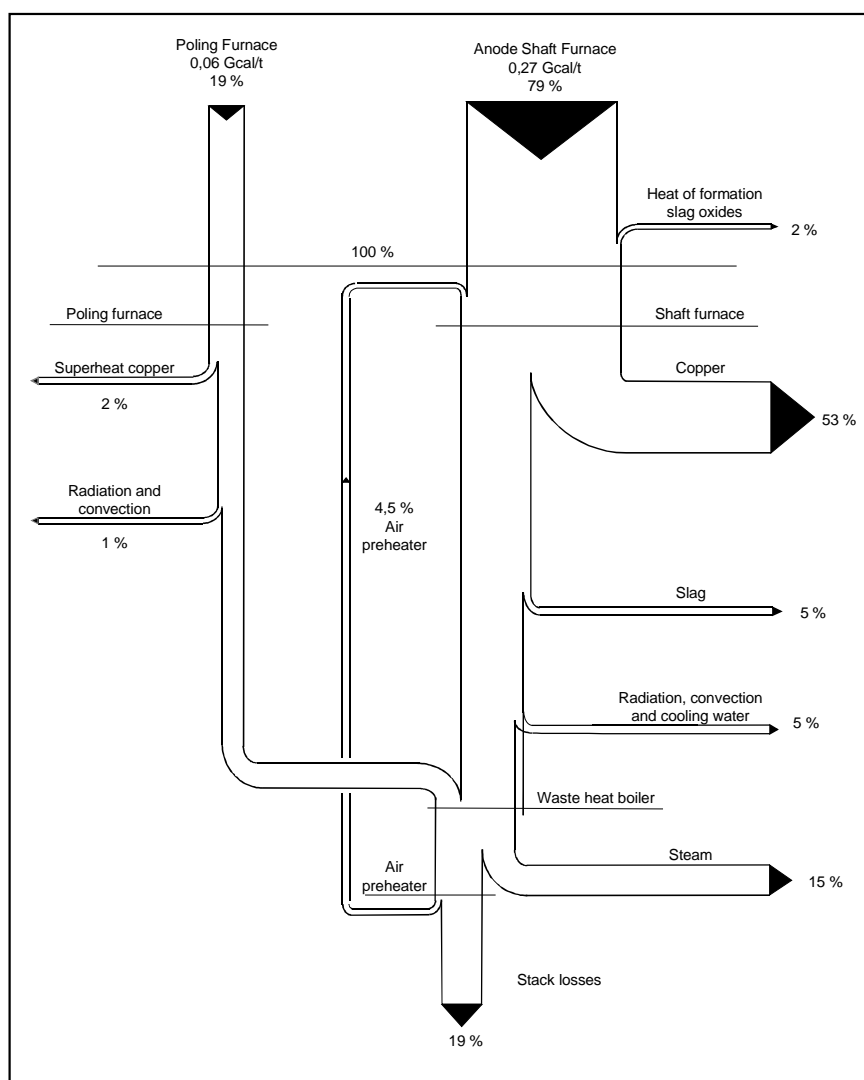 Poling Furnace
0,06 Gcal/t
19 %
Anode Shaft Furnace
0,27 Gcal/t
79 %
Heat of formation
slag oxides
2 %
100 %
Poling furnace
Shaft furnace
Superheat copper
2 %
Copper
53 %
Radiation and
convection
1 %
4,5 %
Air
preheater
Slag
5 %
Radiation, convection
and cooling water
5 %
Waste heat boiler
Air
preheater
Steam
15 %
Stack losses
19 %